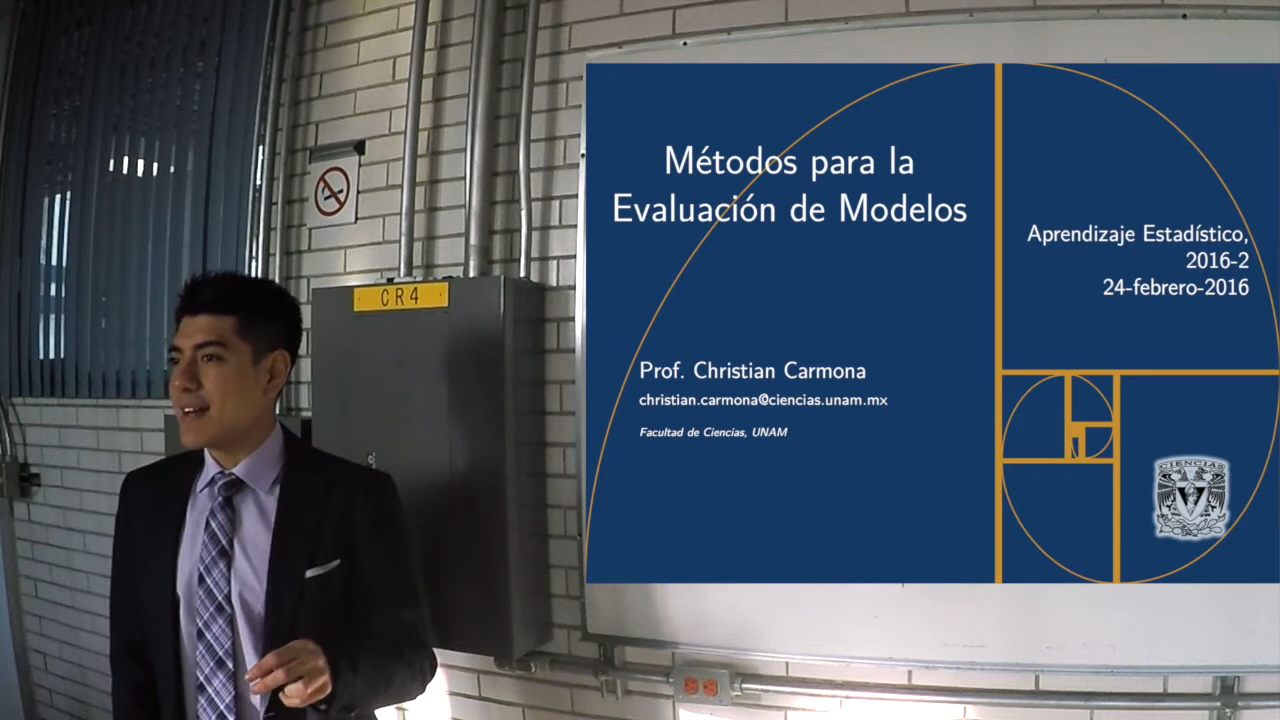 CR4
Métodos para la
Evaluación de Modelos
Aprendizaje Estadístico,
2016-2
24-febrero-2016
Prof. Christian Carmona
christian.carmona@ciencias.unam.mx
Facultad de Ciencias, UNAM
CIENCIAS